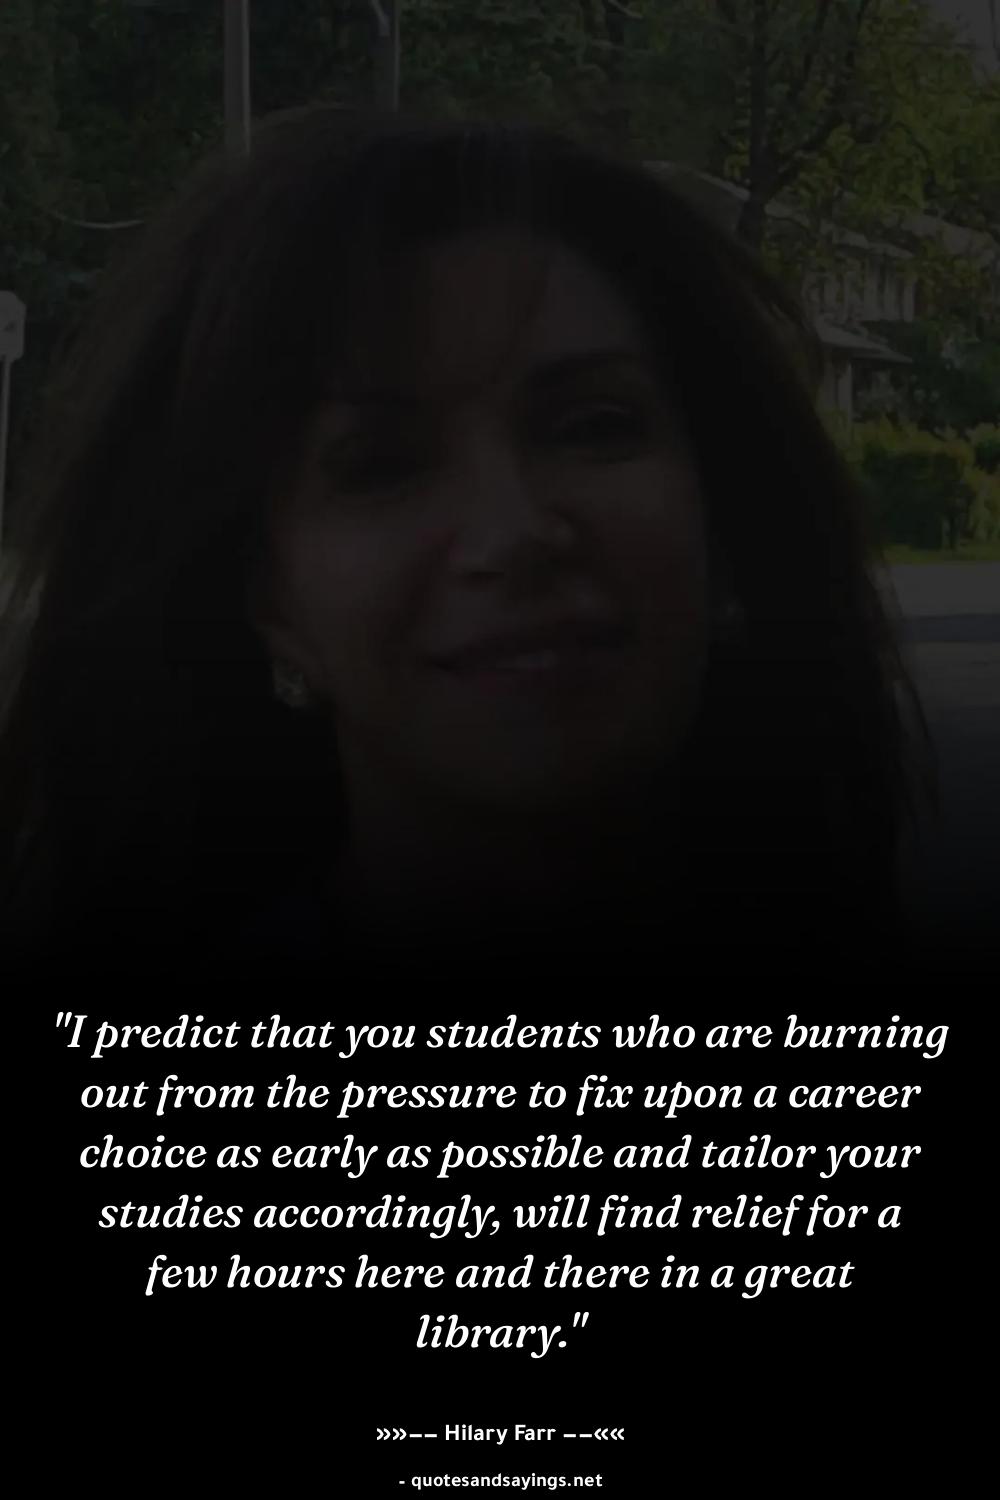 "I predict that you students who are burning
out from the pressure to fix upon a career
choice as early as possible and tailor your
studies accordingly, will find relief for a
few hours here and there in a great
library."
»»—— Hilary Farr ——««
- quotesandsayings.net